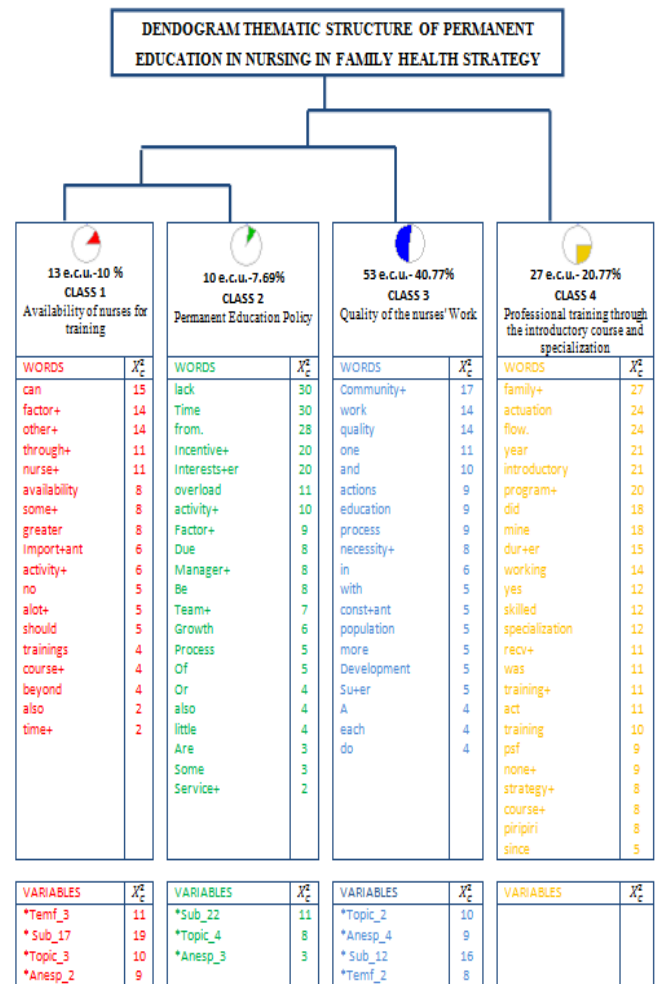 DENDOGRAM THEMATIC STRUCTURE OF PERMANENT
EDUCATION IN NURSING IN FAMILY HEALTH STRATEGY
13 e.c.u.-10 %
CLASS 1
Availability of nurses for
training
WORDS X²c
can 15
factor+ 14
other+ 14
through+ 11
nurse+ 11
availability 8
some+ 8
greater 8
Import+ant 6
activity+ 6
no 5
alot+ 5
should 5
trainings 4
course+ 4
beyond 4
also 2
time+ 2
VARIABLES X²c
*Temf_3 11
* Sub_17 19
*Topic_3 10
*Anesp_2 9
10 e.c.u.-7.69%
CLASS 2
Permanent Education Policy
WORDS X²c
lack 30
Time 30
from. 28
Incentive+ 20
Interests+er 20
overload 11
activity+ 10
Factor+ 9
Due 8
Manager+ 8
Be 8
Team+ 7
Growth 6
Process 5
Of 5
Or 4
also 4
little 4
Are 3
Some 3
Service+ 2
VARIABLES X²c
*Sub_22 11
*Topic_4 8
*Anesp_3 3
53 e.c.u.- 40.77%
CLASS 3
Quality of the nurses' Work
WORDS X²c
Community+ 17
work 14
quality 14
one 11
and 10
actions 9
education 9
process 9
necessity+ 8
in 6
with 5
const+ant 5
population 5
more 5
Development 5
Su+er 5
A 4
each 4
do 4
VARIABLES X²c
*Topic_2 10
*Anesp_4 9
* Sub_12 16
*Temf_2 8
27 e.c.u.- 20.77%
CLASS 4
Professional training through
the introductory course and
specialization
WORDS X²c
family+ 27
actuation 24
flow. 24
year 21
introductory 21
program+ 20
did 18
mine 18
dur+er 15
working 14
yes 12
skilled 12
specialization 12
recv+ 11
was 11
training+ 11
act 11
training 10
psf 9
none+ 9
strategy+ 8
course+ 8
piripiri 8
since 5
VARIABLES X²c